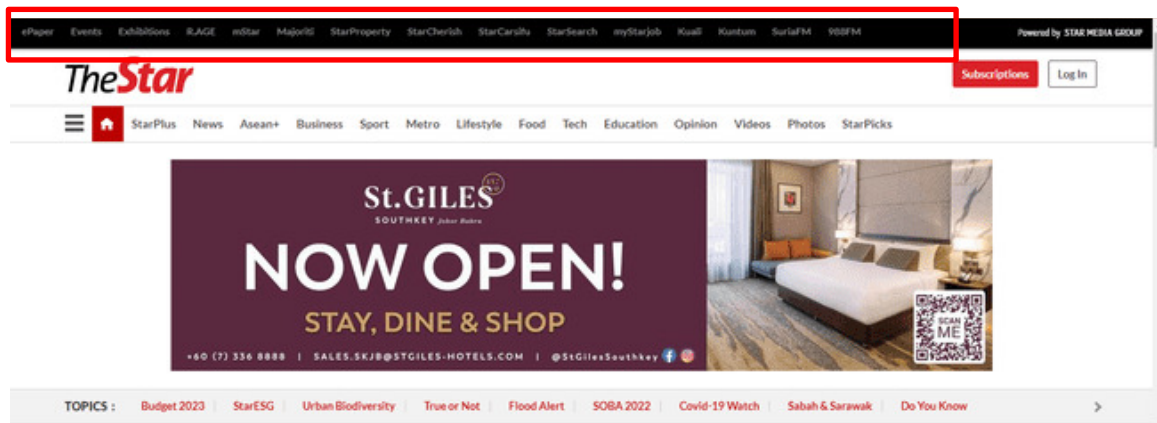 ePaper Events Exhibitions R.AGE mStar Majoriti StarProperty StarCherish StarCarsifu StarSearch myStarjob Kuali Kuntum SuriaFM 988FM Powered by STAR MEDIA GROUP
TheStar Subscriptions Log In
StarPlus News Asean+ Business Sport Metro Lifestyle Food Tech Education Opinion Videos Photos StarPicks
St.GILES
SOUTHKEY Johor Bahru
NOW OPEN!
STAY, DINE & SHOP
SCAN
ME
+60 (7) 336 8888 | SALES.SKJB@STGILES-HOTELS.COM | @StGilesSouthkey
TOPICS : Budget 2023 StarESG Urban Biodiversity True or Not Flood Alert SOBA 2022 Covid-19 Watch Sabah & Sarawak Do You Know